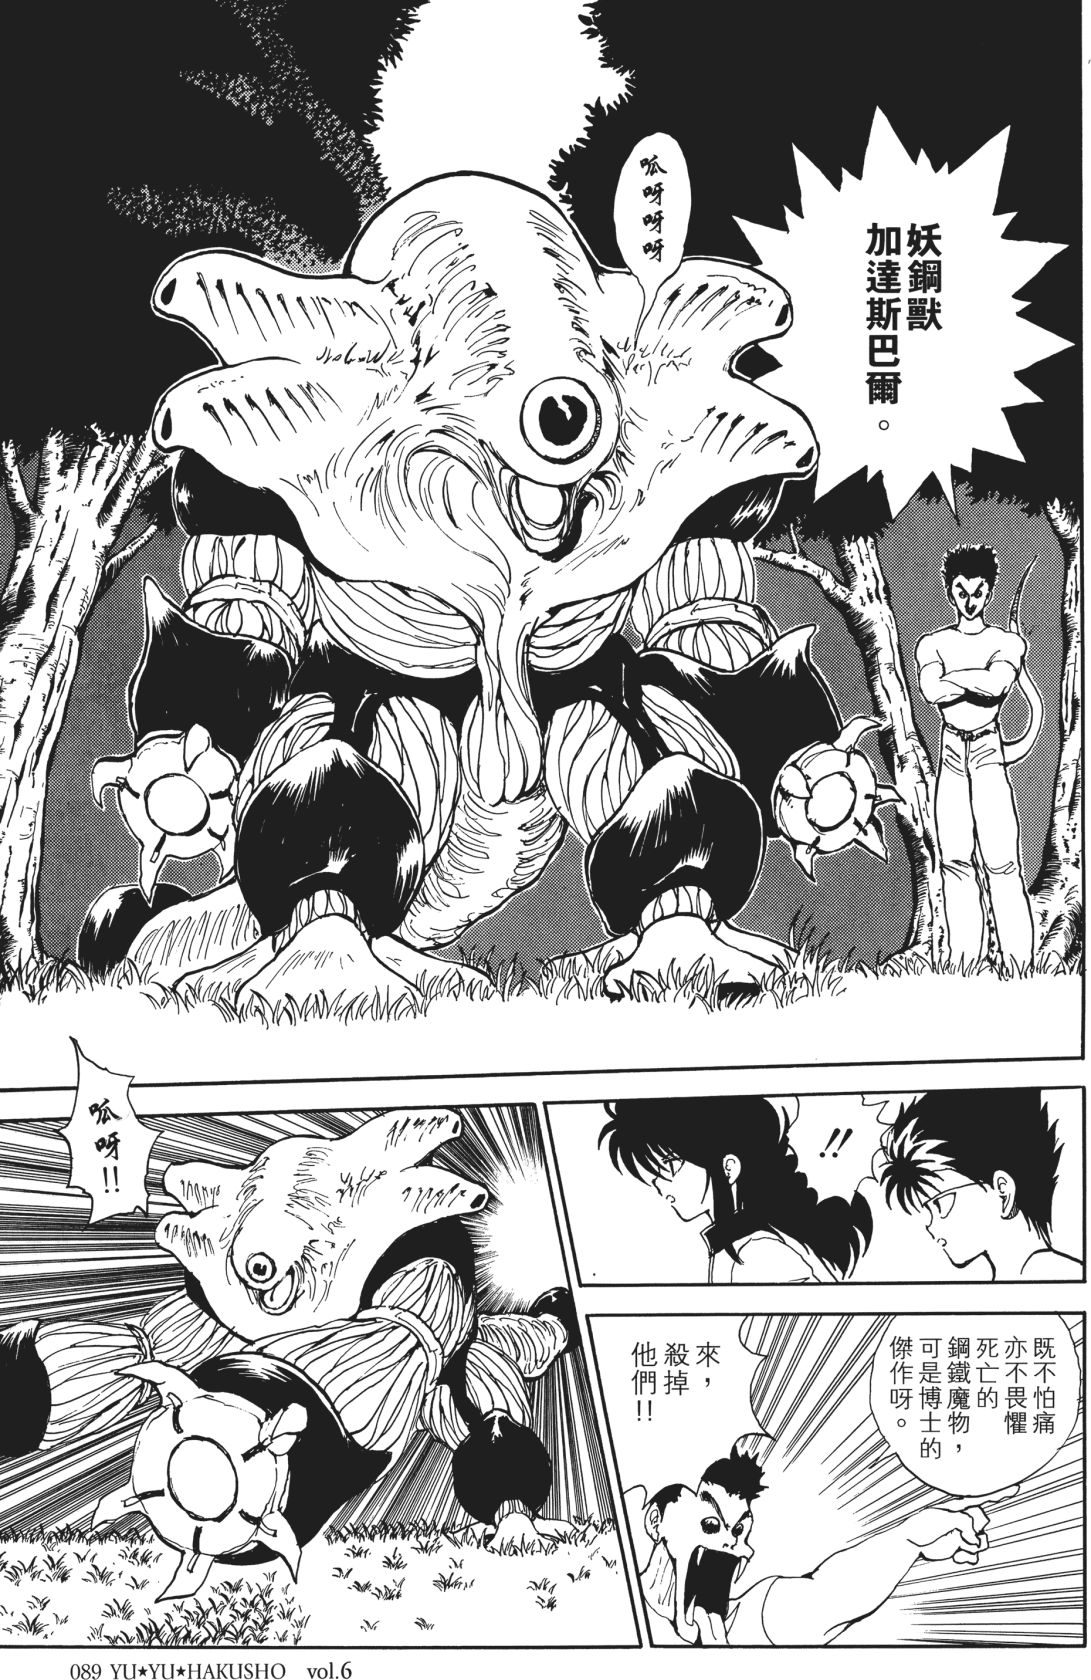 妖鋼獸
加達斯巴爾。
呱呀呀呀
!!
既不怕痛
亦不畏懼
死亡的
鋼鐵魔物，
可是博士的
傑作呀。
來，
殺掉
他們!!
呱呀!!
089 YU★YU★HAKUSHO vol.6